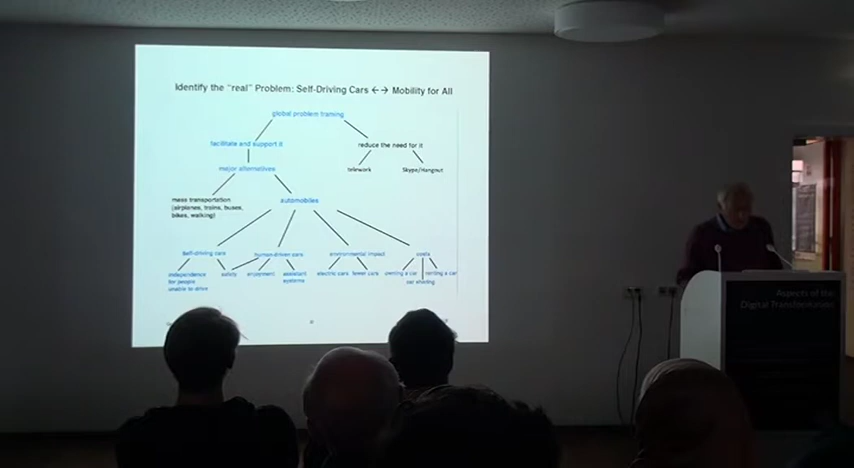 Identify the "real" Problem: Self-Driving Cars ←→ Mobility for All
global problem framing
facilitate and support it
reduce the need for it
major alternatives
telework
Skype/Hangout
mass transportation
(airplanes, trains, buses,
bikes, walking)
automobiles
Self-driving cars
human-driven cars
environmental impact
costs
independence
for people
unable to drive
safety
enjoyment
assistant
systems
electric cars
fewer cars
owning a car
renting a car
car sharing
Aspects of the
Digital Transformation